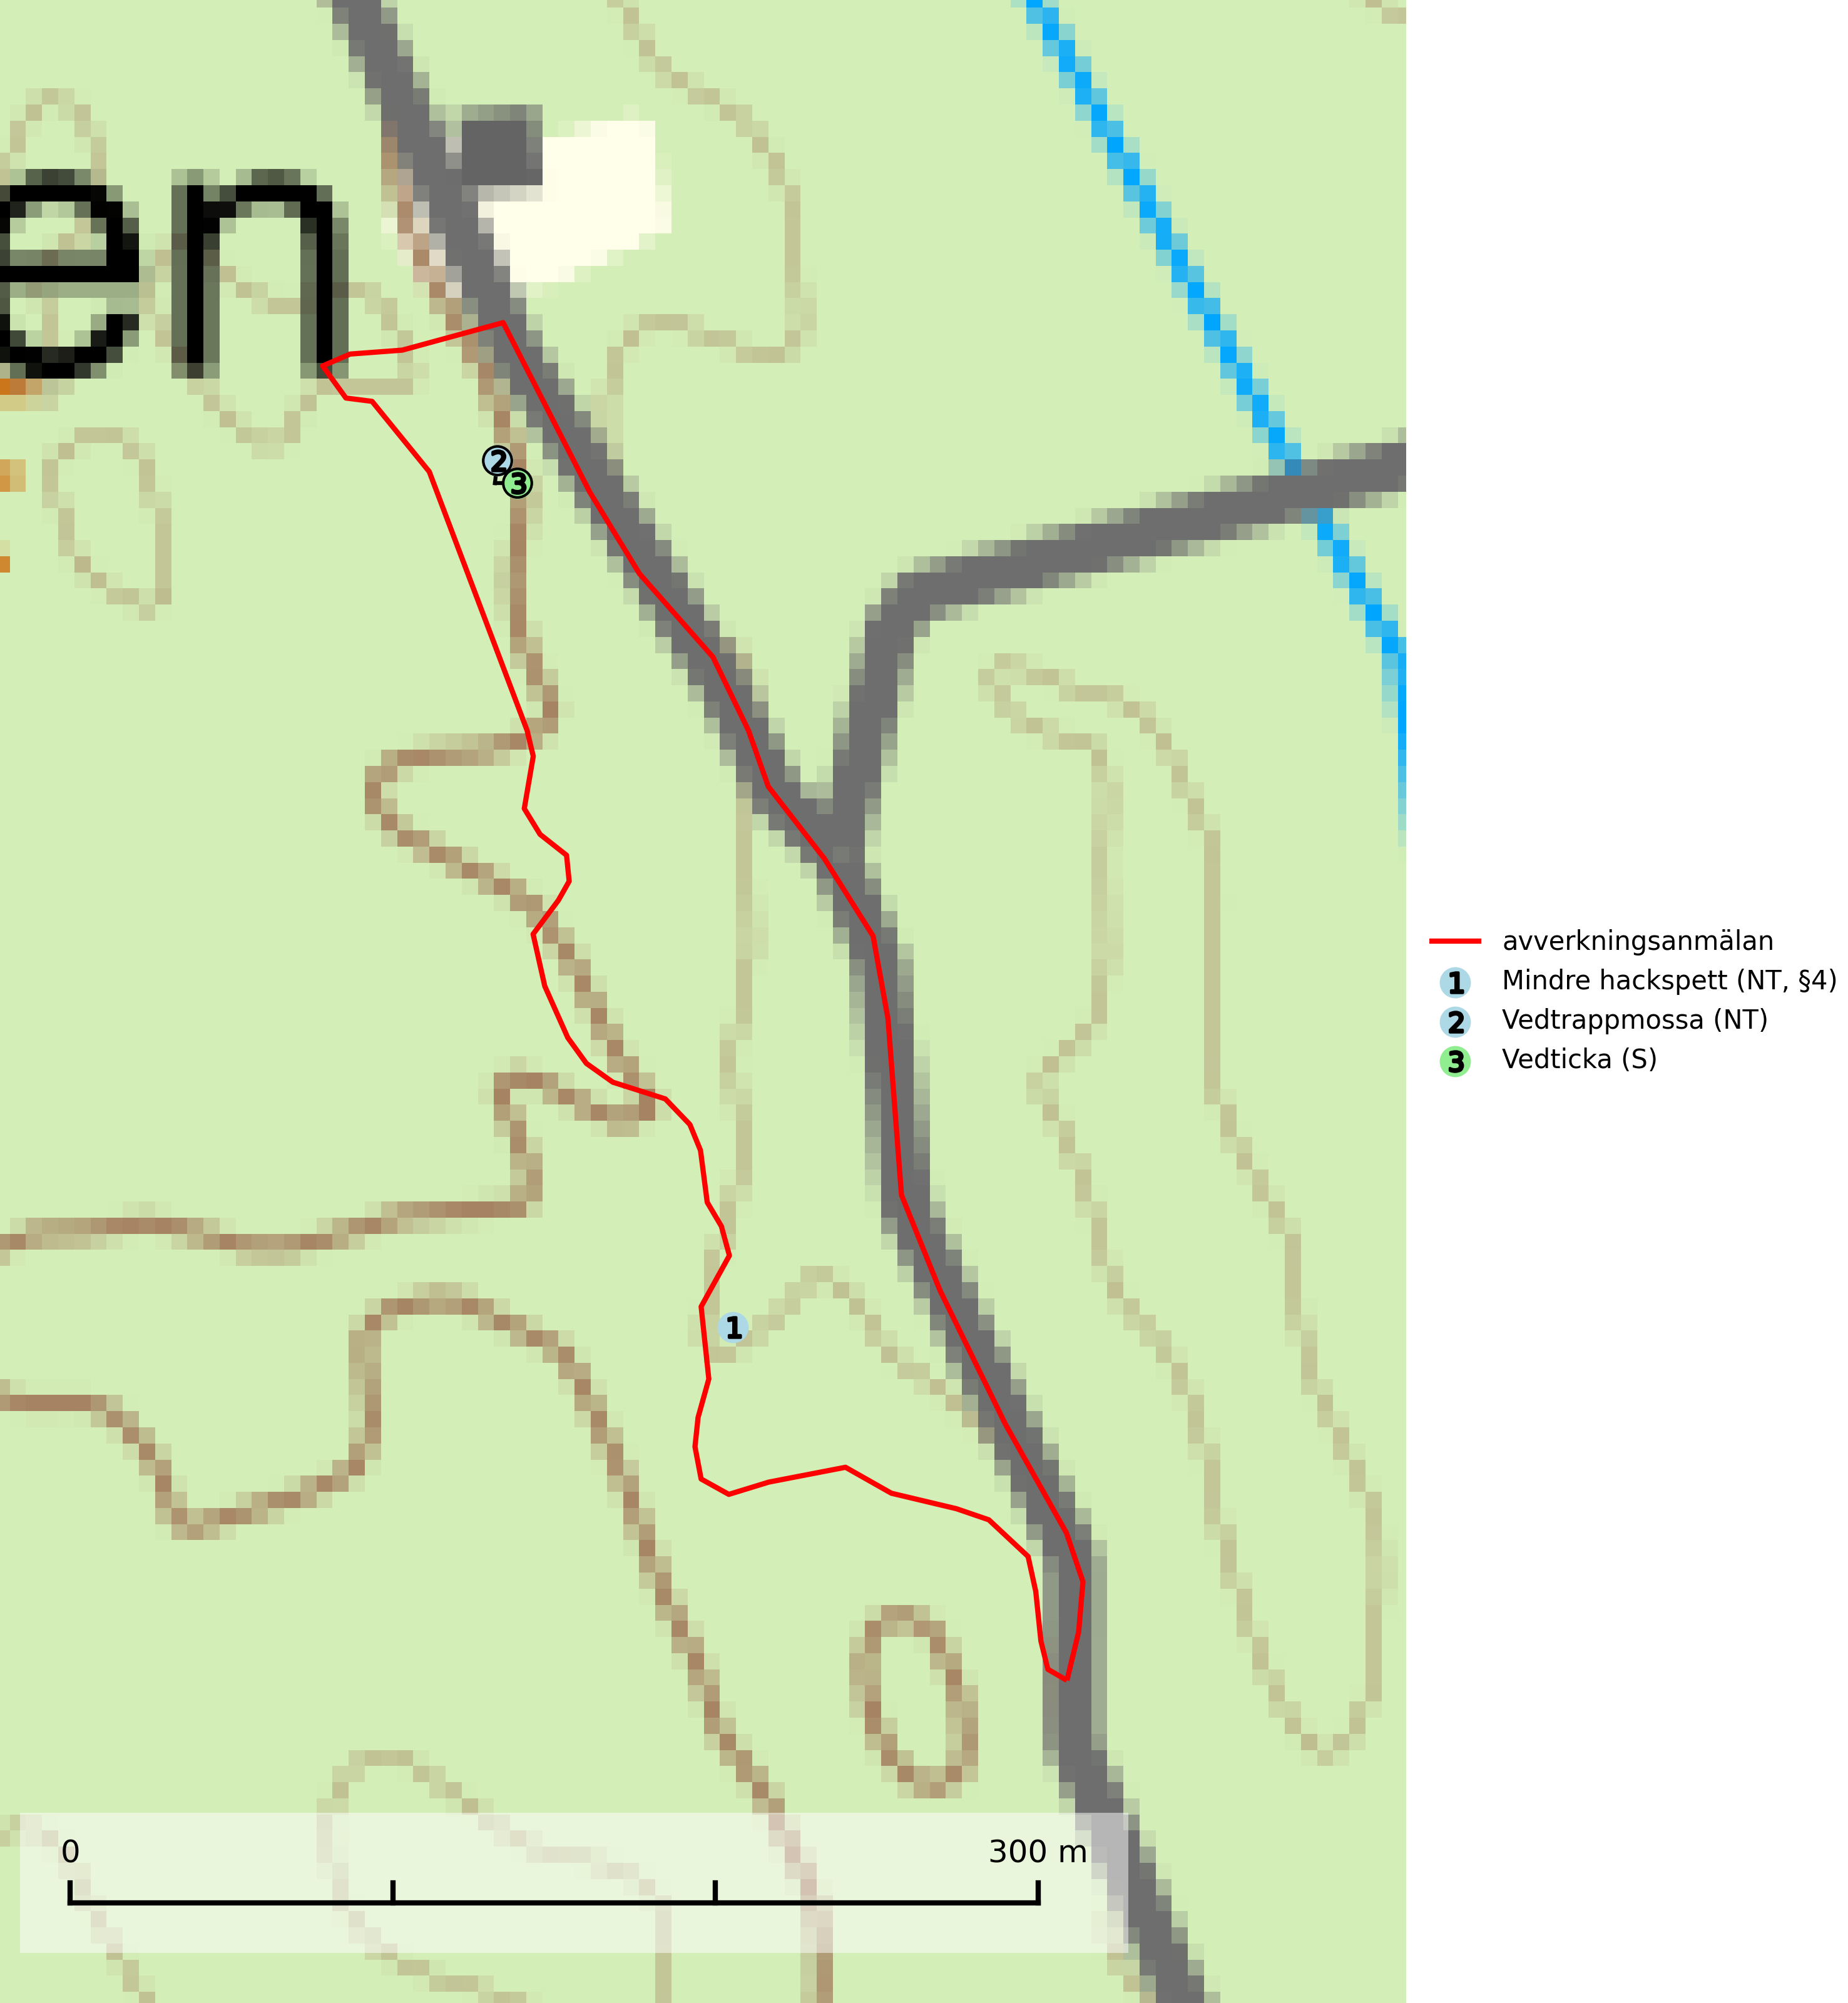 en
2
3
1
avverkningsanmälan
1 Mindre hackspett (NT, §4)
2 Vedtrappmossa (NT)
3 Vedticka (S)
0 300 m